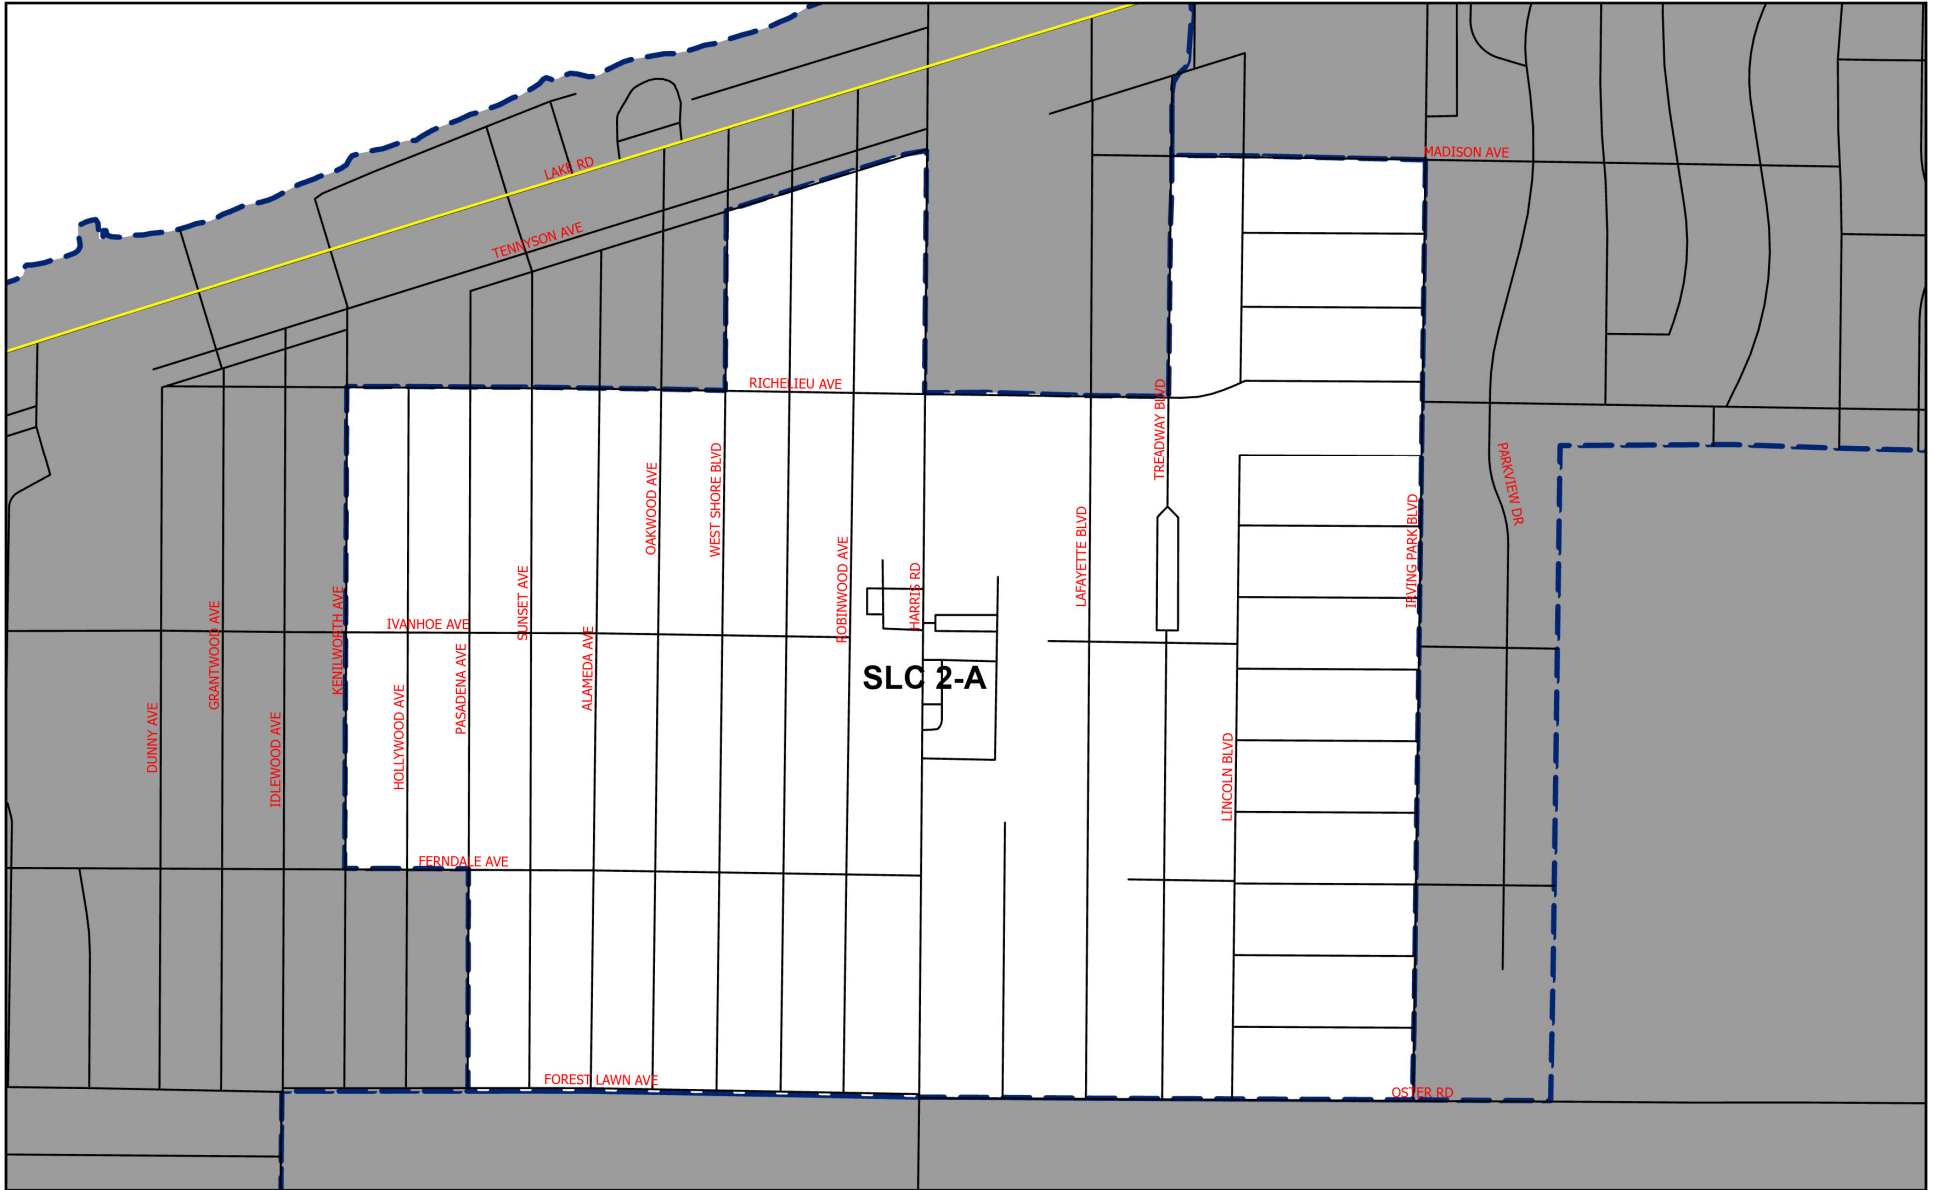 MADISON AVE
LAKE RD
TENNYSON AVE
RICHELIEU AVE
TREADWAY BLVD
WEST SHORE BLVD
OAKWOOD AVE
PARKVIEW DR
IRVING PARK BLVD
LAFAYETTE BLVD
ROBINWOOD AVE
HARRIS RD
SUNSET AVE
KENILWORTH AVE
GRANTWOOD AVE
IVANHOE AVE
ALAMEDA AVE
PASADENA AVE
SLC 2-A
HOLLYWOOD AVE
DUNNY AVE
IDLEWOOD AVE
LINCOLN BLVD
FERNDALE AVE
FOREST LAWN AVE
OSTER RD